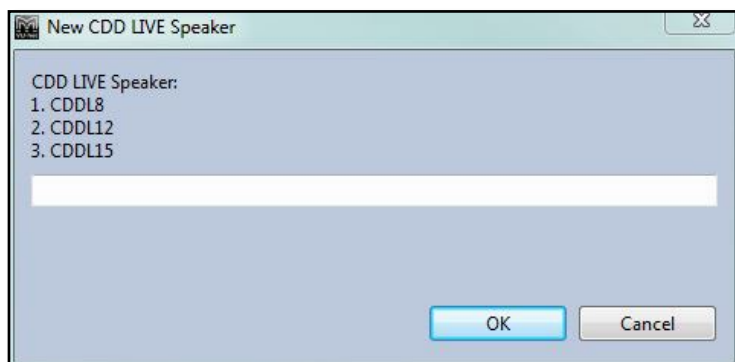 New CDD LIVE Speaker
CDD LIVE Speaker:
1. CDDL8
2. CDDL12
3. CDDL15
OK
Cancel